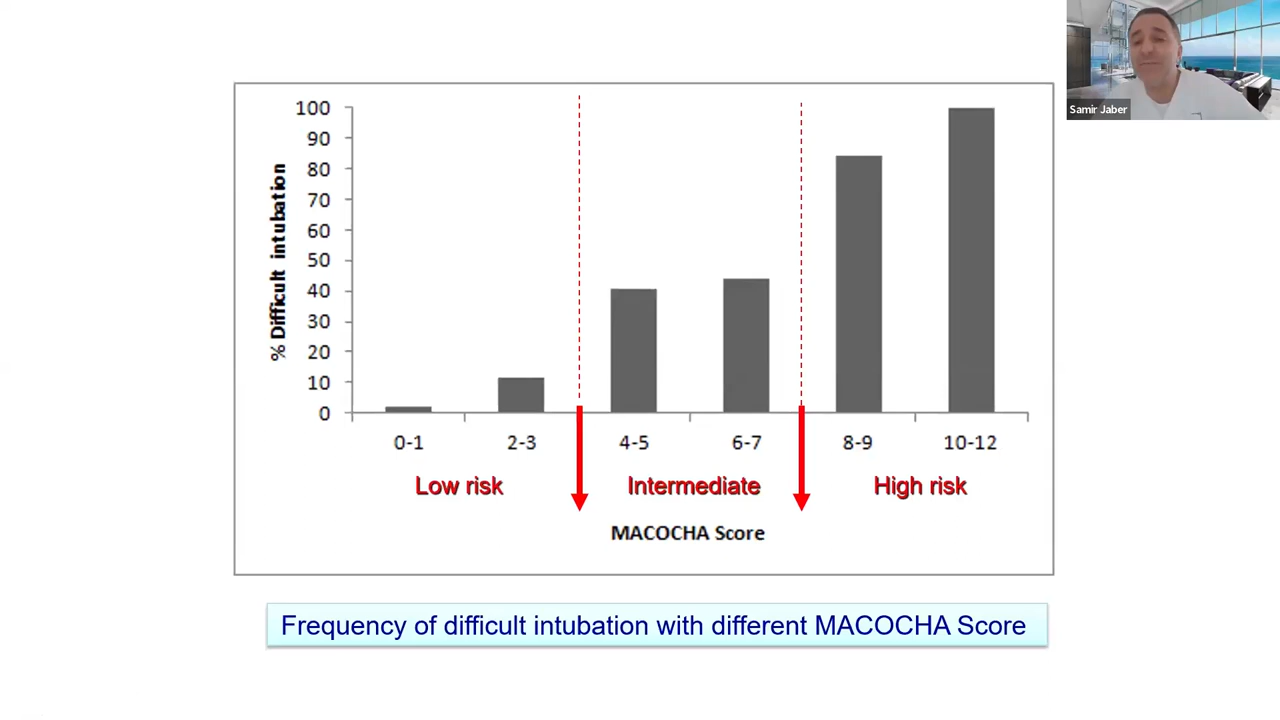 Samir Jaber
100
90
80
70
60
50
40
30
20
10
0
% Difficult intubation
0-1 2-3 4-5 6-7 8-9 10-12
Low risk Intermediate High risk
MACOCHA Score
Frequency of difficult intubation with different MACOCHA Score